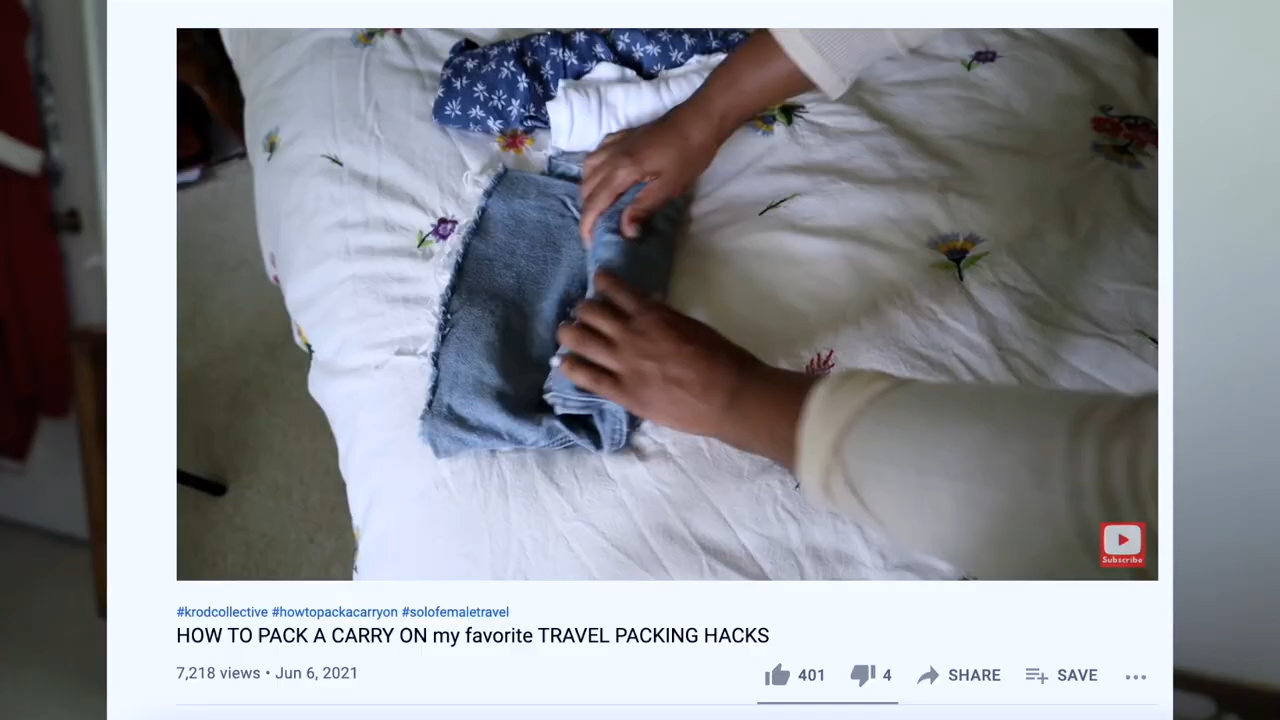 Subscribe
#krodcollective #howtopackacarryon #solofemaletravel
HOW TO PACK A CARRY ON my favorite TRAVEL PACKING HACKS
7,218 views • Jun 6, 2021
401
4
SHARE
SAVE